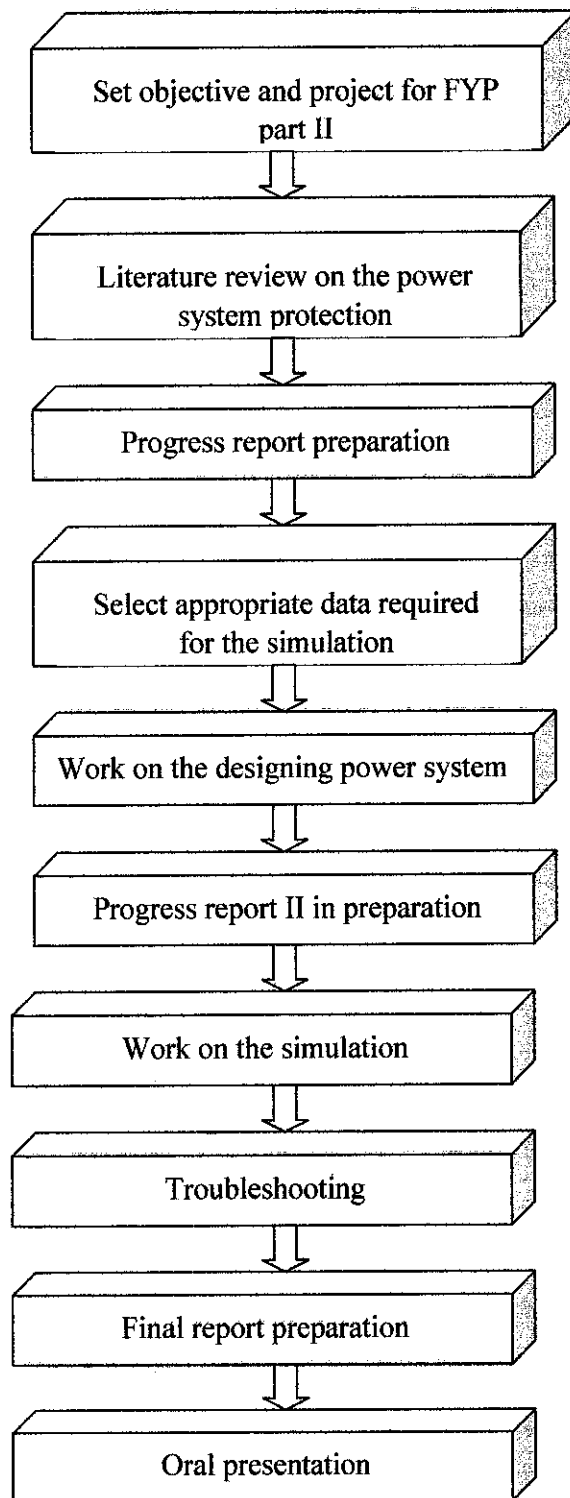 Set objective and project for FYP
part II
Literature review on the power
system protection
Progress report preparation
Select appropriate data required
for the simulation
Work on the designing power system
Progress report II in preparation
Work on the simulation
Troubleshooting
Final report preparation
Oral presentation